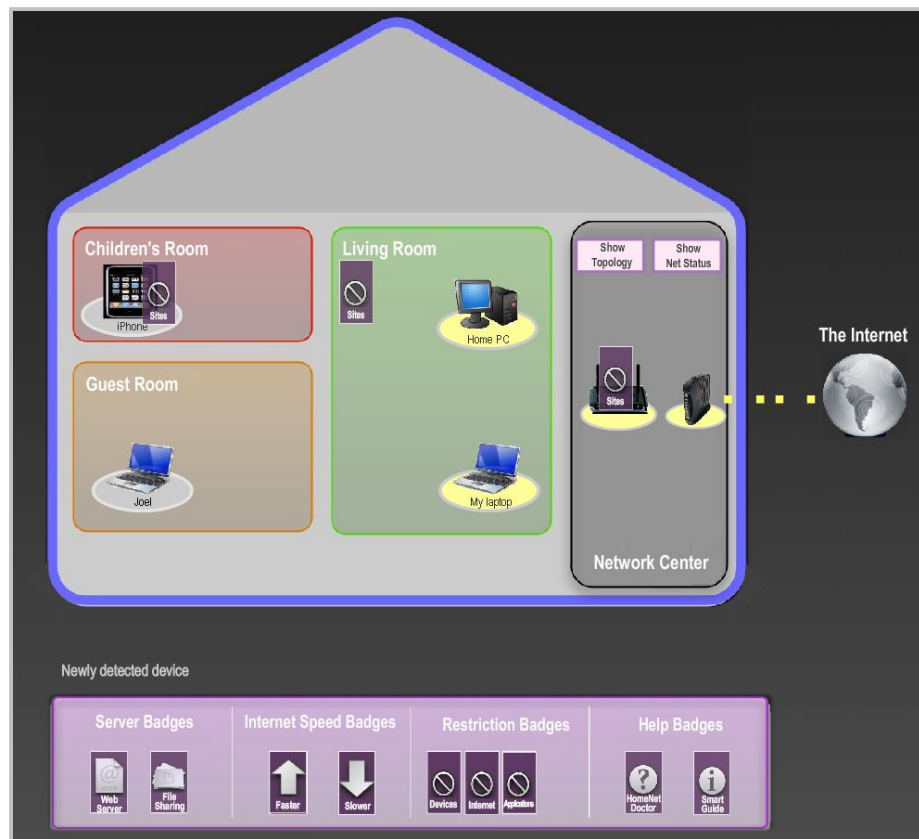 Children's Room
iPhone
Sites
Living Room
Sites
Home PC
Show
Topology
Show
Net Status
The Internet
Guest Room
Joel
My laptop
Sites
Network Center
Newly detected device
Server Badges
Internet Speed Badges
Restriction Badges
Help Badges
@
Web
Server
File
Sharing
Faster
Slower
Devices
Internet
Applications
?
HomeNet
Doctor
i
Smart
Guide